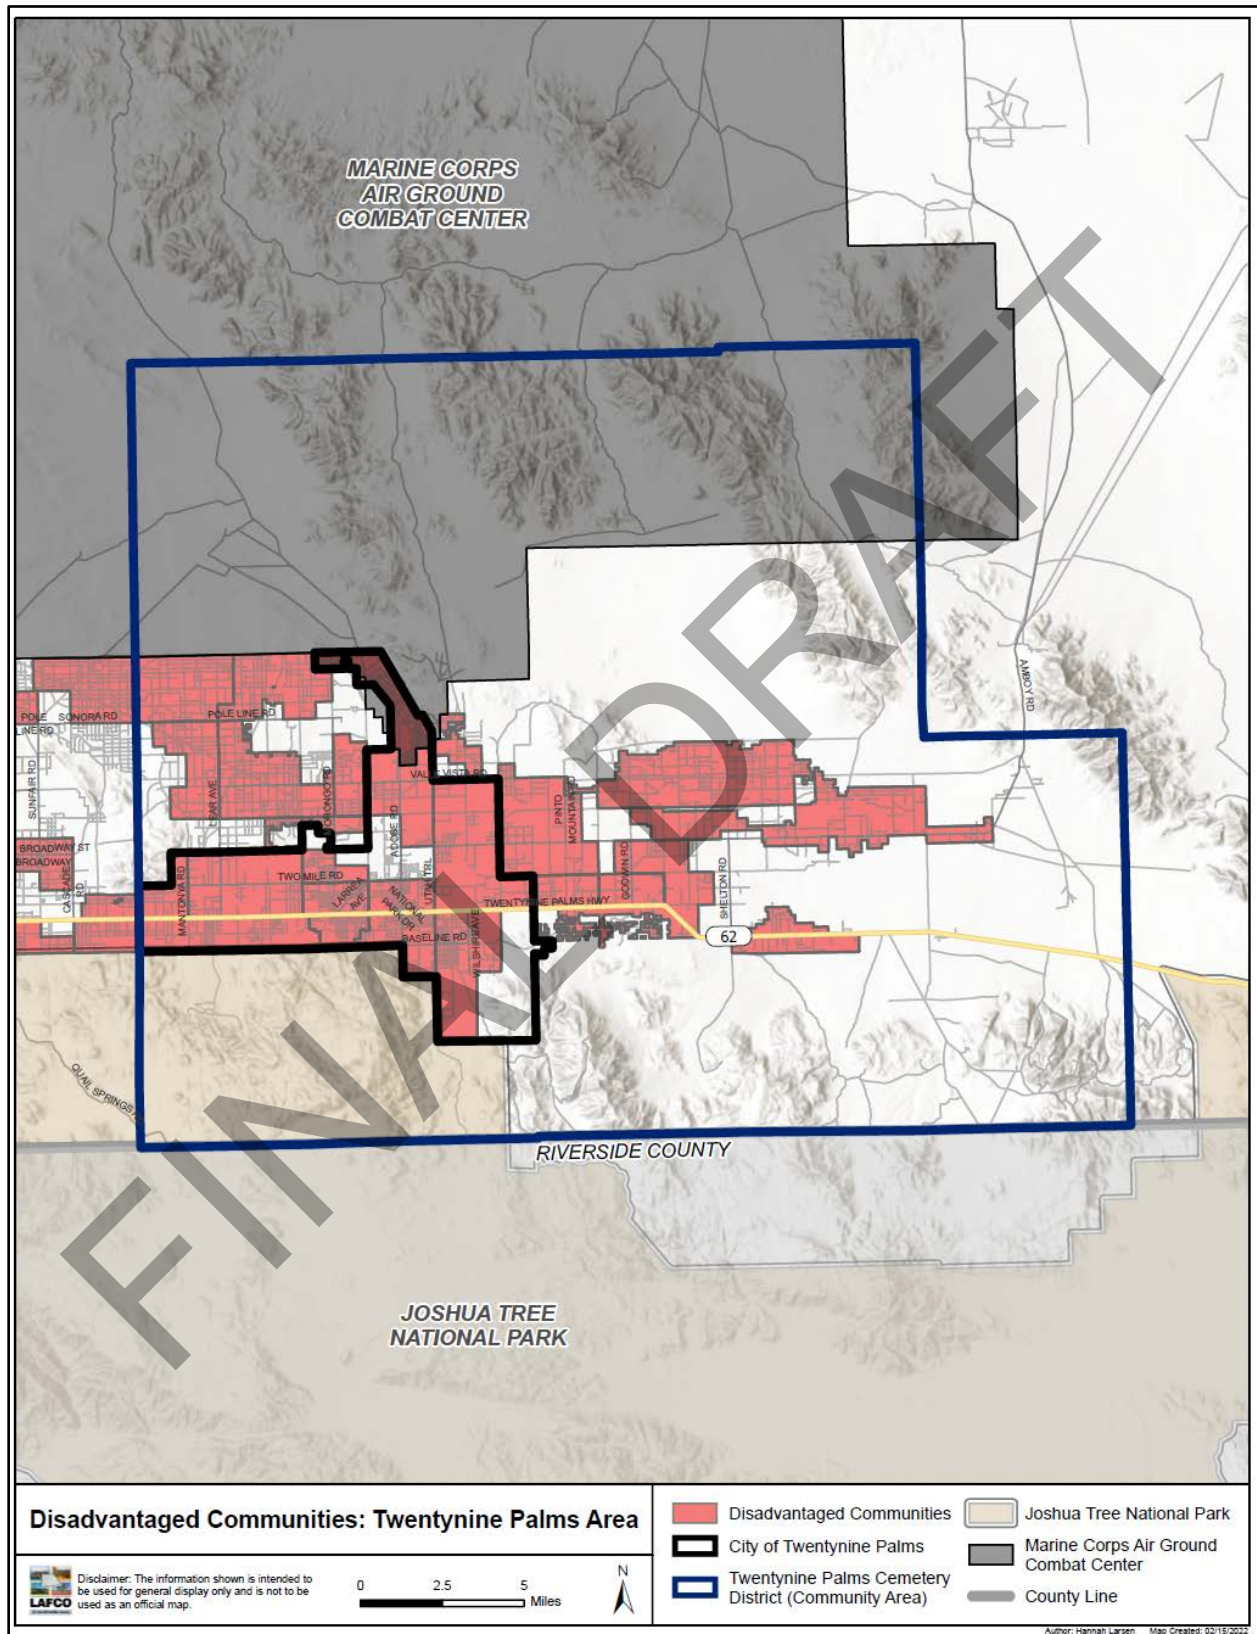 MARINE CORPS
AIR GROUND
COMBAT CENTER
FINAL DRAFT
AMBOY RD
POLE
LINE RD
SONORA RD
POLE LINE RD
SUNFAIR RD
MORONGO RD
VALLE VISTA RD
ADOBE RD
PINTO
MOUNTAIN RD
BROADWAY ST
BROADWAY
CASCADE
RD
MANTONYA RD
TWO MILE RD
LARREA
AVE
NATIONAL
PARK DR
UTAH TRL
GODWIN RD
SHELTON RD
TWENTYNINE PALMS HWY
BASELINE RD
WILSHIRE AVE
62
QUAIL SPRINGS
RIVERSIDE COUNTY
JOSHUA TREE
NATIONAL PARK
Disadvantaged Communities: Twentynine Palms Area
LAFCO
Disclaimer: The information shown is intended to
be used for general display only and is not to be
used as an official map.
0 2.5 5
Miles
N
Disadvantaged Communities
City of Twentynine Palms
Twentynine Palms Cemetery
District (Community Area)
Joshua Tree National Park
Marine Corps Air Ground
Combat Center
County Line
Author: Hannah Larsen Map Created: 02/15/2022